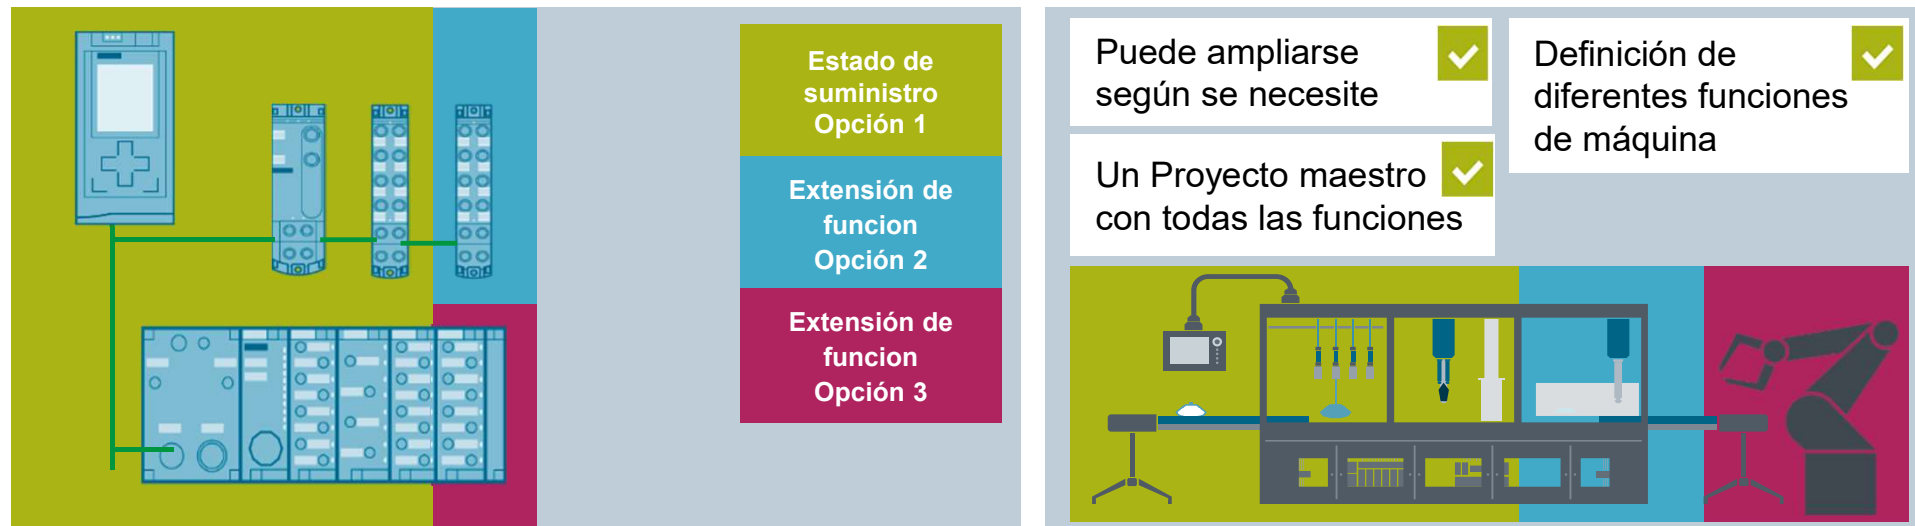 Estado de
suministro
Opción 1
Extensión de
funcion
Opción 2
Extensión de
funcion
Opción 3
Puede ampliarse
según se necesite
Un Proyecto maestro
con todas las funciones
Definición de
diferentes funciones
de máquina